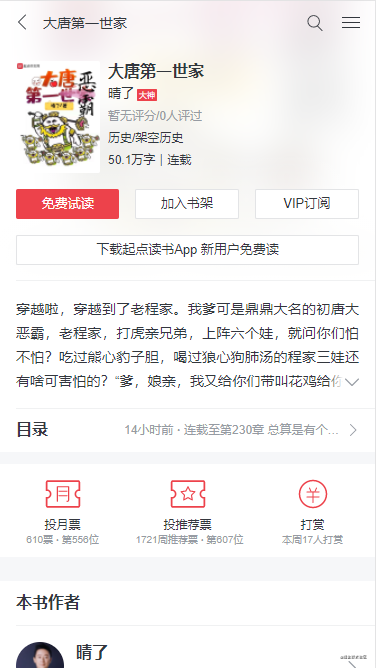 大唐第一世家
大唐
恶霸
第一世家
大唐第一世家
晴了 大神
暂无评分/0人评过
历史/架空历史
50.1万字 | 连载
免费试读
加入书架
VIP订阅
下载起点读书App 新用户免费读
穿越啦，穿越到了老程家。我爹可是鼎鼎大名的初唐大
恶霸，老程家，打虎亲兄弟，上阵六个娃，就问你们怕
不怕？吃过熊心豹子胆，喝过狼心狗肺汤的程家三娃还
有啥可害怕的？“爹，娘亲，我又给你们带叫花鸡给你
目录
14小时前 · 连载至第230章 总算是有个...
投月票
610票 · 第556位
投推荐票
1721周推荐票 · 第607位
打赏
本周17人打赏
本书作者
晴了